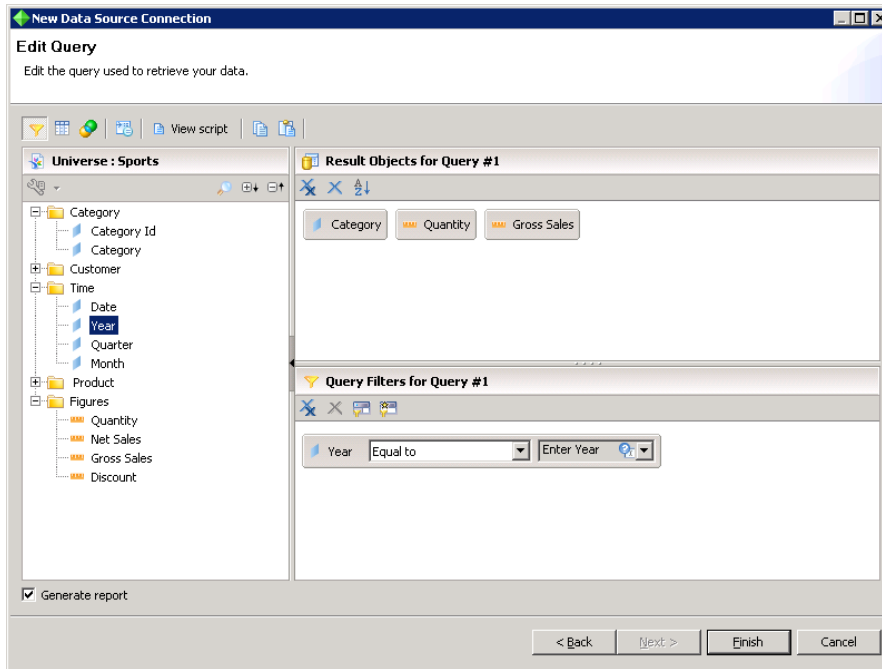 New Data Source Connection
Edit Query
Edit the query used to retrieve your data.
View script
Universe : Sports
Category
Category Id
Category
Customer
Time
Date
Year
Quarter
Month
Product
Figures
Quantity
Net Sales
Gross Sales
Discount
Result Objects for Query #1
Category Quantity Gross Sales
Query Filters for Query #1
Year Equal to Enter Year
Generate report
< Back Next > Finish Cancel